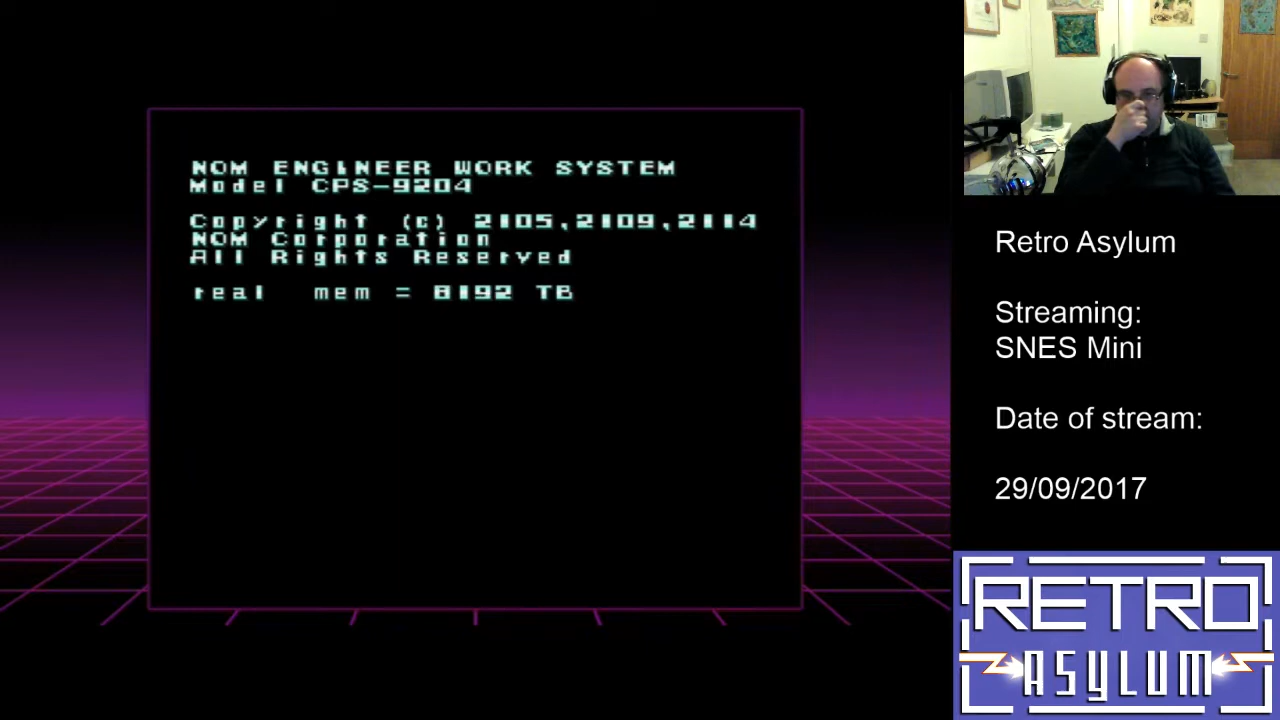 NOM ENGINEER WORK SYSTEM
Model CPS-9204
Copyright (c) 2105,2109,2114
NOM Corporation
All Rights Reserved
real mem = 8192 TB
Retro Asylum
Streaming:
SNES Mini
Date of stream:
29/09/2017
RETRO
ASYLUM